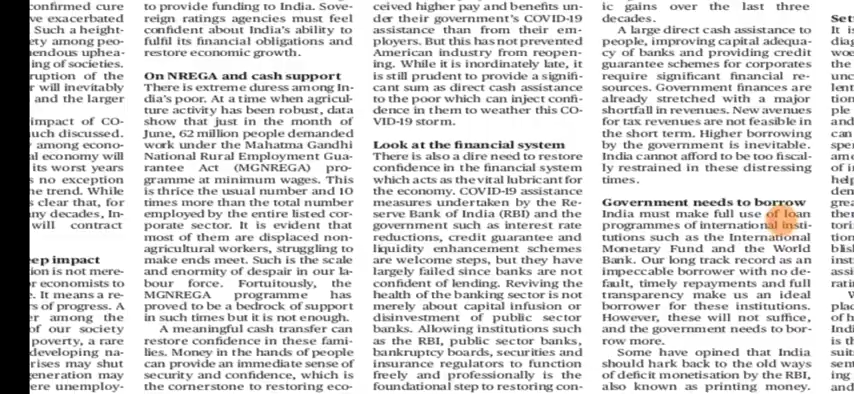 confirmed cure
ve exacerbated
Such a height-
ety among peo-
endous uphea-
ing of societies.
ruption of the
r will inevitably
and the larger
impact of CO-
uch discussed.
among econo-
al economy will
its worst years
s no exception
ne trend. While
s clear that, for
ny decades, In-
will contract
eep impact
ion is not mere-
r economists to
e. It means a re-
rs of progress. A
er among the
of our society
poverty, a rare
developing na-
rises may shut
generation may
ere unemploy-
to provide funding to India. Sove-
reign ratings agencies must feel
confident about India's ability to
fulfil its financial obligations and
restore economic growth.
On NREGA and cash support
There is extreme duress among In-
dia's poor. At a time when agricul-
ture activity has been robust, data
show that just in the month of
June, 62 million people demanded
work under the Mahatma Gandhi
National Rural Employment Gua-
rantee Act (MGNREGA) pro-
gramme at minimum wages. This
is thrice the usual number and 10
times more than the total number
employed by the entire listed cor-
porate sector. It is evident that
most of them are displaced non-
agricultural workers, struggling to
make ends meet. Such is the scale
and enormity of despair in our la-
bour force. Fortuitously, the
MGNREGA programme has
proved to be a bedrock of support
in such times but it is not enough.
A meaningful cash transfer can
restore confidence in these fami-
lies. Money in the hands of people
can provide an immediate sense of
security and confidence, which is
the cornerstone to restoring eco-
ceived higher pay and benefits un-
der their government's COVID-19
assistance than from their em-
ployers. But this has not prevented
American industry from reopen-
ing. While it is inordinately late, it
is still prudent to provide a signifi-
cant sum as direct cash assistance
to the poor which can inject confi-
dence in them to weather this CO-
VID-19 storm.
Look at the financial system
There is also a dire need to restore
confidence in the financial system
which acts as the vital lubricant for
the economy. COVID-19 assistance
measures undertaken by the Re-
serve Bank of India (RBI) and the
government such as interest rate
reductions, credit guarantee and
liquidity enhancement schemes
are welcome steps, but they have
largely failed since banks are not
confident of lending. Reviving the
health of the banking sector is not
merely about capital infusion or
disinvestment of public sector
banks. Allowing institutions such
as the RBI, public sector banks,
bankruptcy boards, securities and
insurance regulators to function
freely and professionally is the
foundational step to restoring con-
ic gains over the last three
decades.
A large direct cash assistance to
people, improving capital adequa-
cy of banks and providing credit
guarantee schemes for corporates
require significant financial re-
sources. Government finances are
already stretched with a major
shortfall in revenues. New avenues
for tax revenues are not feasible in
the short term. Higher borrowing
by the government is inevitable.
India cannot afford to be too fiscal-
ly restrained in these distressing
times.
Government needs to borrow
India must make full use of loan
programmes of international insti-
tutions such as the International
Monetary Fund and the World
Bank. Our long track record as an
impeccable borrower with no de-
fault, timely repayments and full
transparency make us an ideal
borrower for these institutions.
However, these will not suffice,
and the government needs to bor-
row more.
Some have opined that India
should hark back to the old ways
of deficit monetisation by the RBI,
also known as printing money.